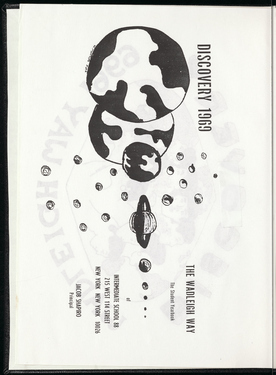 DISCOVERY 1969
THE WADLEIGH WAY
The Student Yearbook
of
INTERMEDIATE SCHOOL 88
215 WEST 114 STREET
NEW YORK, NEW YORK 10026
JACOB SHAPIRO
Principal